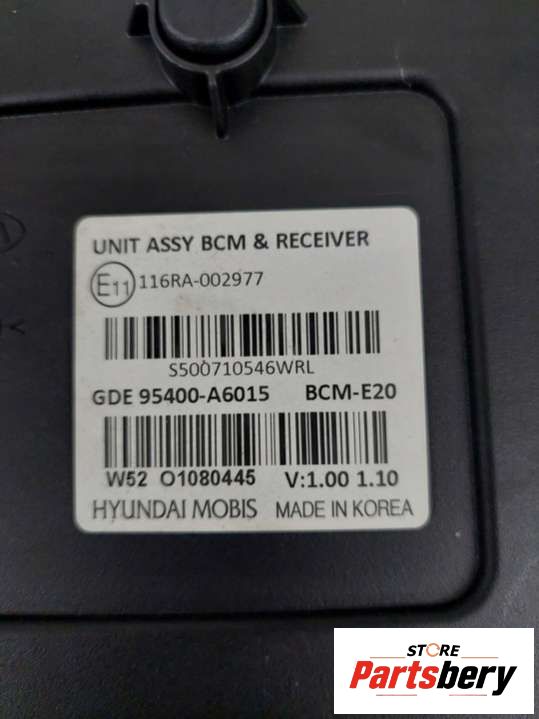 UNIT ASSY BCM & RECEIVER
E11 116RA-002977
S500710546WRL
GDE 95400-A6015 BCM-E20
W52 O1080445 V:1.00 1.10
HYUNDAI MOBIS MADE IN KOREA
STORE
Partsbery